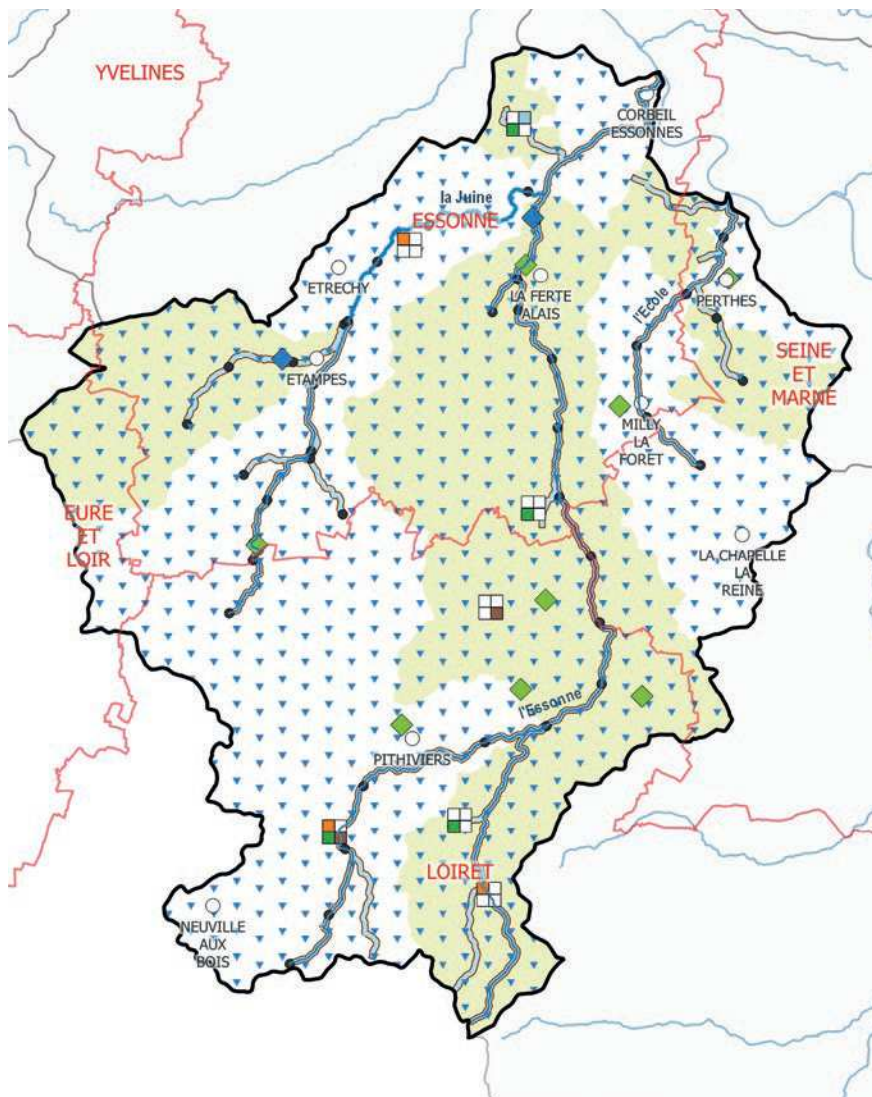 YVELINES
CORBEIL
ESSONNES
la Juine
ESSONNE
ETRECHY
LA FERTE
ALAIS
l'Ecole
PERTHES
SEINE
ET
MARNE
ETAMPES
MILLY
LA
FORET
EURE
ET
LOIR
LA CHAPELLE
LA
REINE
l'Essonne
PITHIVIERS
LOIRET
NEUVILLE
AUX
BOIS